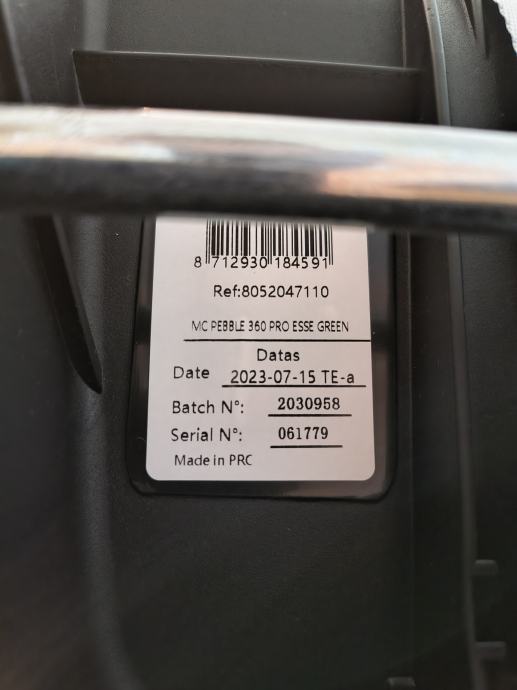 8 712930 184591
Ref:8052047110
MC PEBBLE 360 PRO ESSE GREEN
Datas
Date 2023-07-15 TE-a
Batch N°: 2030958
Serial N°: 061779
Made in PRC